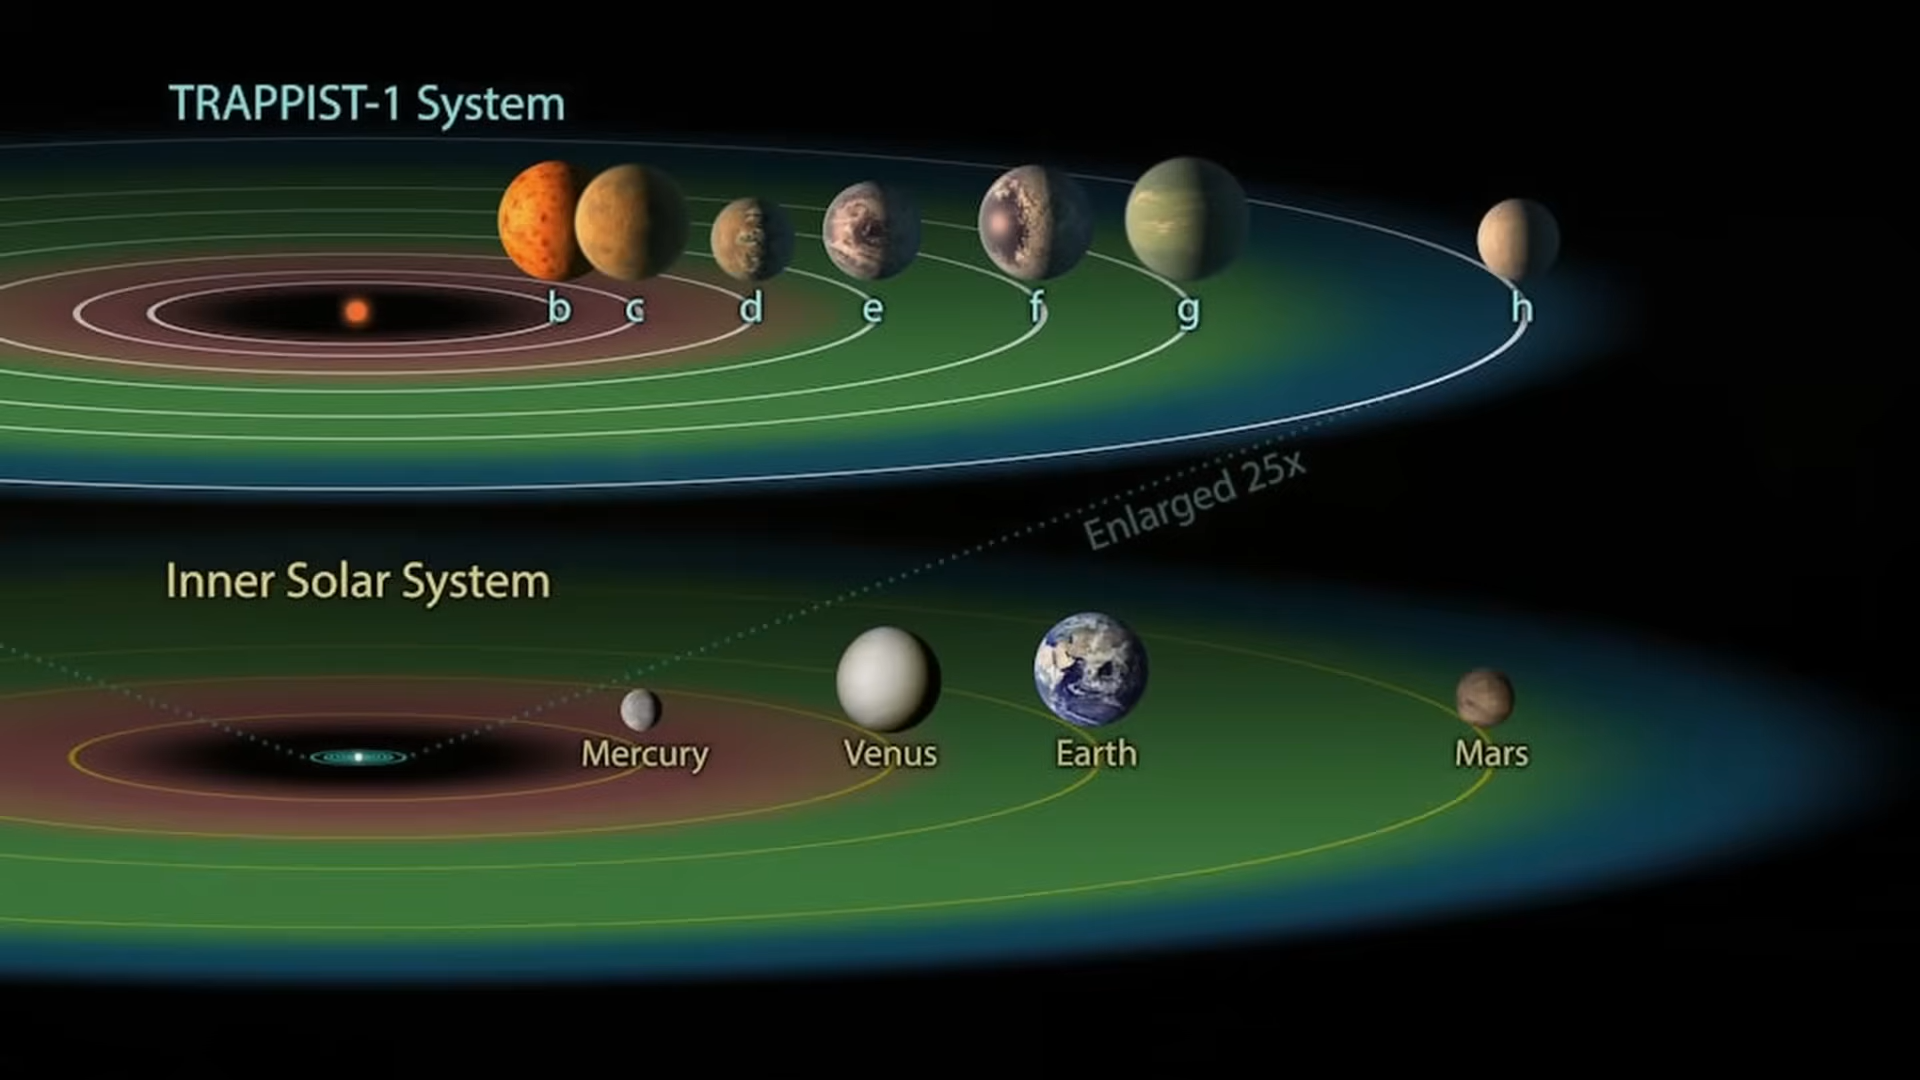 TRAPPIST-1 System
b c d e f g h
Enlarged 25x
Inner Solar System
Mercury Venus Earth Mars